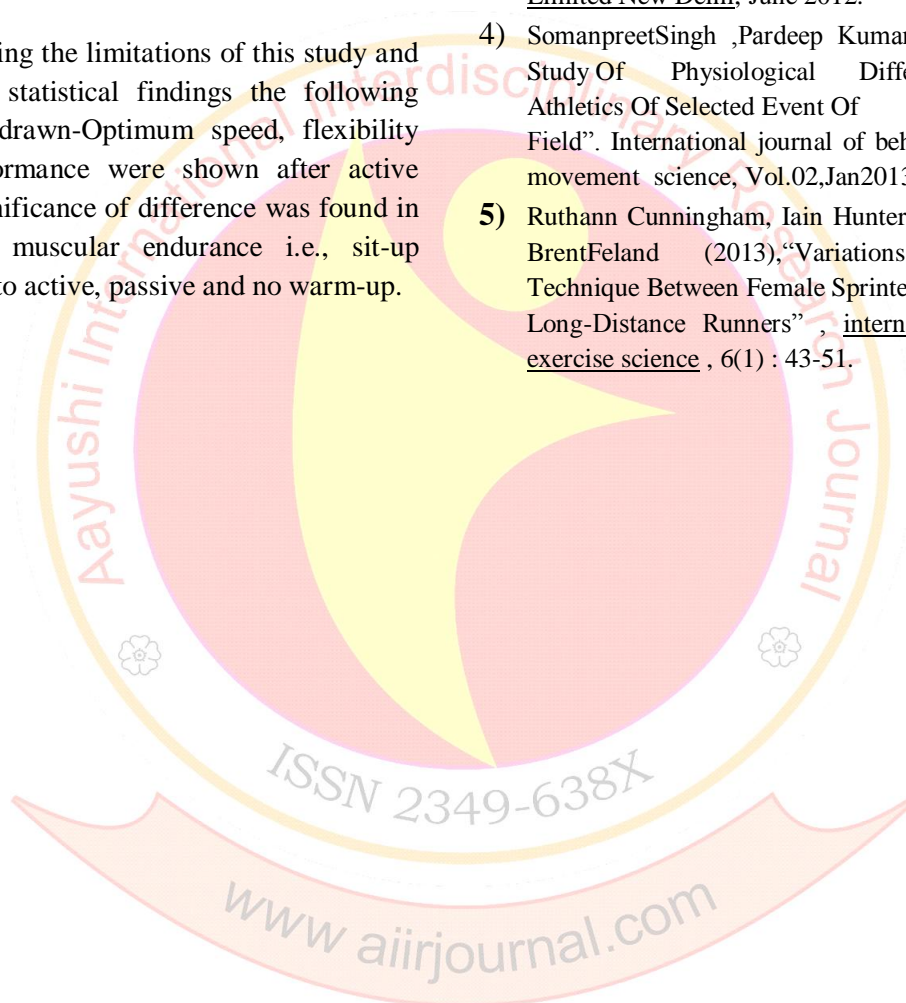 ing the limitations of this study and
statistical findings the following
drawn-Optimum speed, flexibility
ormance were shown after active
nificance of difference was found in
muscular endurance i.e., sit-up
to active, passive and no warm-up.
Limited New Delhi, June 2012.
4) SomanpreetSingh ,Pardeep Kumar
Study Of Physiological Diffe
Athletics Of Selected Event Of
Field”. International journal of beh
movement science, Vol.02,Jan2013
5) Ruthann Cunningham, Iain Hunter
BrentFeland (2013),“Variations
Technique Between Female Sprinte
Long-Distance Runners” , intern
exercise science , 6(1) : 43-51.
Aayushi International Interdisciplinary Research Journal
ISSN 2349-638X
www aiirjournal.com